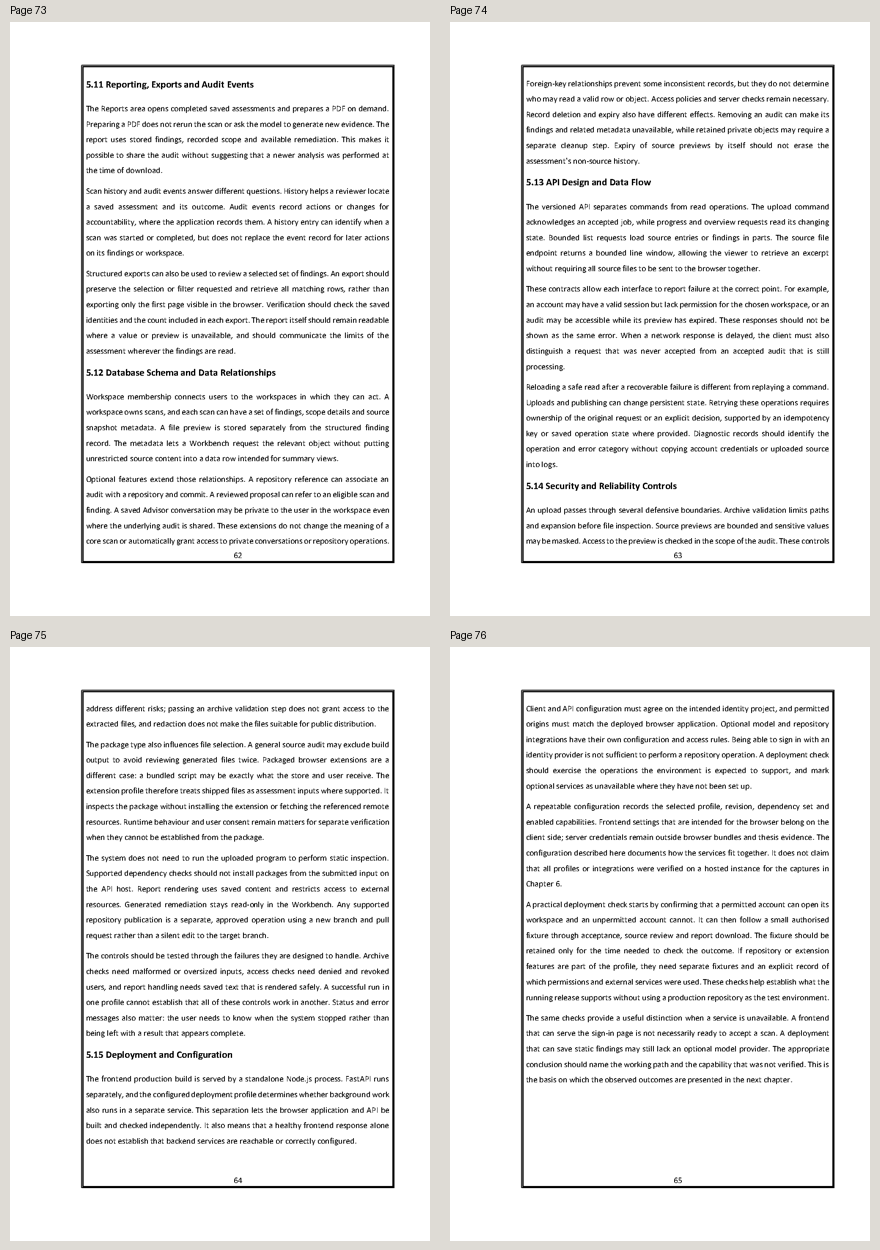 Page 73
5.11 Reporting, Exports and Audit Events
The Reports area opens completed saved assessments and prepares a PDF on demand.
Preparing a PDF does not rerun the scan or ask the model to generate new evidence. The
report uses stored findings, recorded scope and available remediation. This makes it
possible to share the audit without suggesting that a newer analysis was performed at
the time of download.
Scan history and audit events answer different questions. History helps a reviewer locate
a saved assessment and its outcome. Audit events record actions or changes for
accountability, where the application records them. A history entry can identify when a
scan was started or completed, but does not replace the event record for later actions
on its findings or workspace.
Structured exports can also be used to review a selected set of findings. An export should
preserve the selection or filter requested and retrieve all matching rows, rather than
exporting only the first page visible in the browser. Verification should check the saved
identities and the count included in each export. The report itself should remain readable
where a value or preview is unavailable, and should communicate the limits of the
assessment wherever the findings are read.
5.12 Database Schema and Data Relationships
Workspace membership connects users to the workspaces in which they can act. A
workspace owns scans, and each scan can have a set of findings, scope details and source
snapshot metadata. A file preview is stored separately from the structured finding
record. The metadata lets a Workbench request the relevant object without putting
unrestricted source content into a data row intended for summary views.
Optional features extend those relationships. A repository reference can associate an
audit with a repository and commit. A reviewed proposal can refer to an eligible scan and
finding. A saved Advisor conversation may be private to the user in the workspace even
where the underlying audit is shared. These extensions do not change the meaning of a
core scan or automatically grant access to private conversations or repository operations.
62
Page 74
Foreign-key relationships prevent some inconsistent records, but they do not determine
who may read a valid row or object. Access policies and server checks remain necessary.
Record deletion and expiry also have different effects. Removing an audit can make its
findings and related metadata unavailable, while retained private objects may require a
separate cleanup step. Expiry of source previews by itself should not erase the
assessment's non-source history.
5.13 API Design and Data Flow
The versioned API separates commands from read operations. The upload command
acknowledges an accepted job, while progress and overview requests read its changing
state. Bounded list requests load source entries or findings in parts. The source file
endpoint returns a bounded line window, allowing the viewer to retrieve an excerpt
without requiring all source files to be sent to the browser together.
These contracts allow each interface to report failure at the correct point. For example,
an account may have a valid session but lack permission for the chosen workspace, or an
audit may be accessible while its preview has expired. These responses should not be
shown as the same error. When a network response is delayed, the client must also
distinguish a request that was never accepted from an accepted audit that is still
processing.
Reloading a safe read after a recoverable failure is different from replaying a command.
Uploads and publishing can change persistent state. Retrying these operations requires
ownership of the original request or an explicit decision, supported by an idempotency
key or saved operation state where provided. Diagnostic records should identify the
operation and error category without copying account credentials or uploaded source
into logs.
5.14 Security and Reliability Controls
An upload passes through several defensive boundaries. Archive validation limits paths
and expansion before file inspection. Source previews are bounded and sensitive values
may be masked. Access to the preview is checked in the scope of the audit. These controls
63
Page 75
address different risks; passing an archive validation step does not grant access to the
extracted files, and redaction does not make the files suitable for public distribution.
The package type also influences file selection. A general source audit may exclude build
output to avoid reviewing generated files twice. Packaged browser extensions are a
different case: a bundled script may be exactly what the store and user receive. The
extension profile therefore treats shipped files as assessment inputs where supported. It
inspects the package without installing the extension or fetching the referenced remote
resources. Runtime behaviour and user consent remain matters for separate verification
when they cannot be established from the package.
The system does not need to run the uploaded program to perform static inspection.
Supported dependency checks should not install packages from the submitted input on
the API host. Report rendering uses saved content and restricts access to external
resources. Generated remediation stays read-only in the Workbench. Any supported
repository publication is a separate, approved operation using a new branch and pull
request rather than a silent edit to the target branch.
The controls should be tested through the failures they are designed to handle. Archive
checks need malformed or oversized inputs, access checks need denied and revoked
users, and report handling needs saved text that is rendered safely. A successful run in
one profile cannot establish that all of these controls work in another. Status and error
messages also matter: the user needs to know when the system stopped rather than
being left with a result that appears complete.
5.15 Deployment and Configuration
The frontend production build is served by a standalone Node.js process. FastAPI runs
separately, and the configured deployment profile determines whether background work
also runs in a separate service. This separation lets the browser application and API be
built and checked independently. It also means that a healthy frontend response alone
does not establish that backend services are reachable or correctly configured.
64
Page 76
Client and API configuration must agree on the intended identity project, and permitted
origins must match the deployed browser application. Optional model and repository
integrations have their own configuration and access rules. Being able to sign in with an
identity provider is not sufficient to perform a repository operation. A deployment check
should exercise the operations the environment is expected to support, and mark
optional services as unavailable where they have not been set up.
A repeatable configuration records the selected profile, revision, dependency set and
enabled capabilities. Frontend settings that are intended for the browser belong on the
client side; server credentials remain outside browser bundles and thesis evidence. The
configuration described here documents how the services fit together. It does not claim
that all profiles or integrations were verified on a hosted instance for the captures in
Chapter 6.
A practical deployment check starts by confirming that a permitted account can open its
workspace and an unpermitted account cannot. It can then follow a small authorised
fixture through acceptance, source review and report download. The fixture should be
retained only for the time needed to check the outcome. If repository or extension
features are part of the profile, they need separate fixtures and an explicit record of
which permissions and external services were used. These checks help establish what the
running release supports without using a production repository as the test environment.
The same checks provide a useful distinction when a service is unavailable. A frontend
that can serve the sign-in page is not necessarily ready to accept a scan. A deployment
that can save static findings may still lack an optional model provider. The appropriate
conclusion should name the working path and the capability that was not verified. This is
the basis on which the observed outcomes are presented in the next chapter.
65